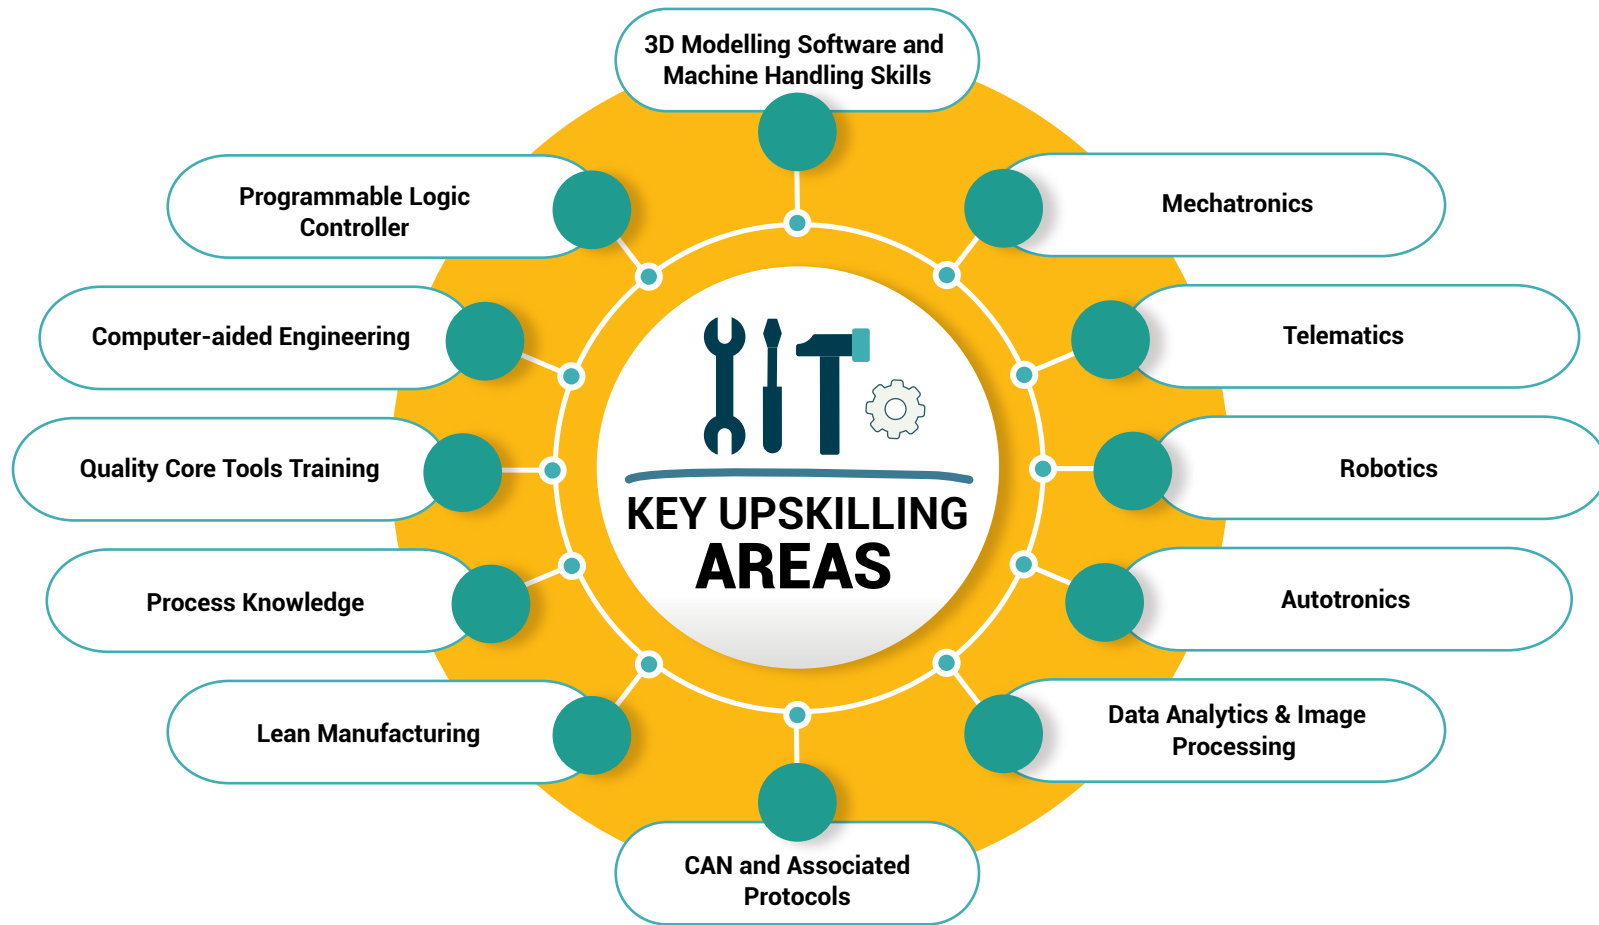 3D Modelling Software and
Machine Handling Skills
Programmable Logic
Controller
Mechatronics
Computer-aided Engineering
Telematics
Quality Core Tools Training
Robotics
KEY UPSKILLING
AREAS
Process Knowledge
Autotronics
Lean Manufacturing
Data Analytics & Image
Processing
CAN and Associated
Protocols